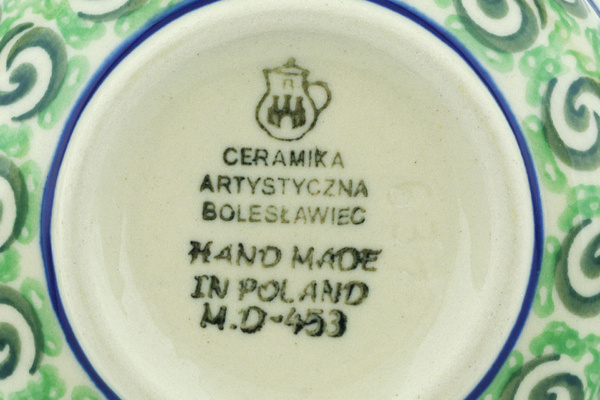 CERAMIKA
ARTYSTYCZNA
BOLESŁAWIEC
HAND MADE
IN POLAND
M.D-453